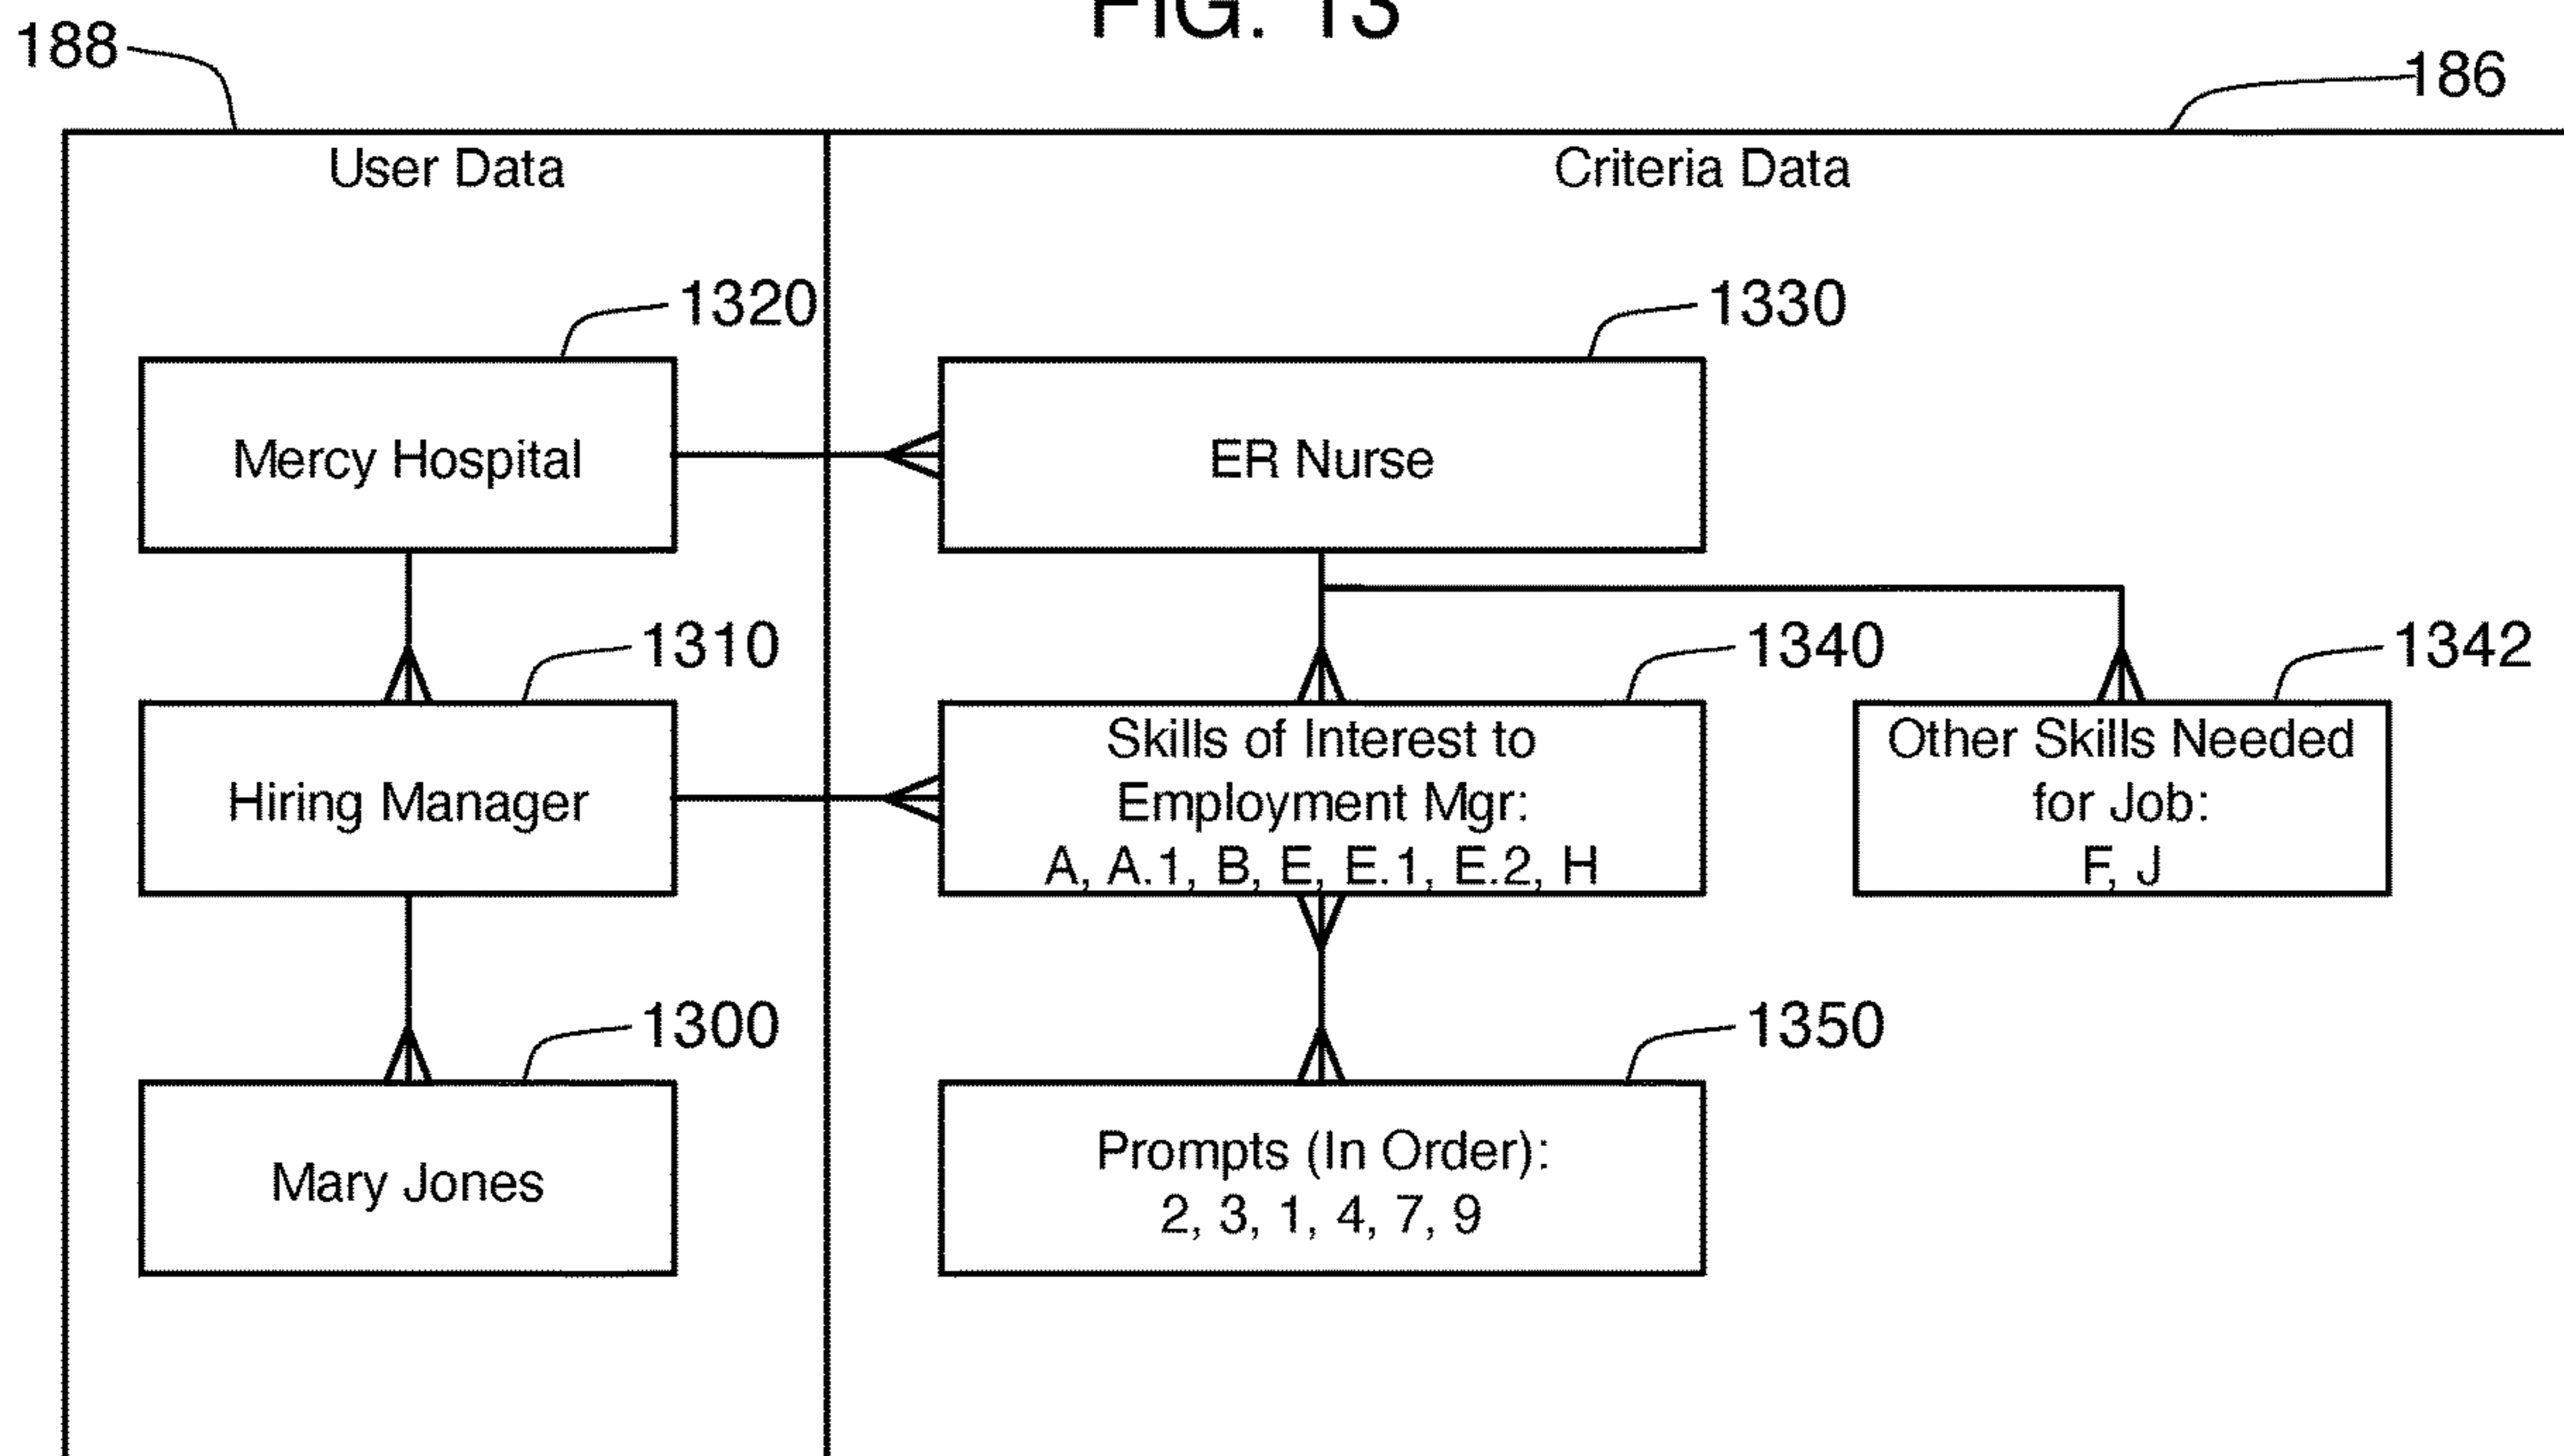 FIG. 13
188
186
User Data
Criteria Data
1320
1330
Mercy Hospital
ER Nurse
1310
1340
1342
Hiring Manager
Skills of Interest to
Employment Mgr:
A, A.1, B, E, E.1, E.2, H
Other Skills Needed
for Job:
F, J
1300
1350
Mary Jones
Prompts (In Order):
2, 3, 1, 4, 7, 9